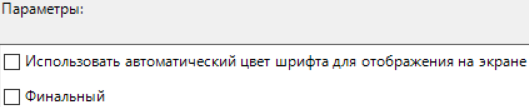 Параметры:
Использовать автоматический цвет шрифта для отображения на экране
Финальный